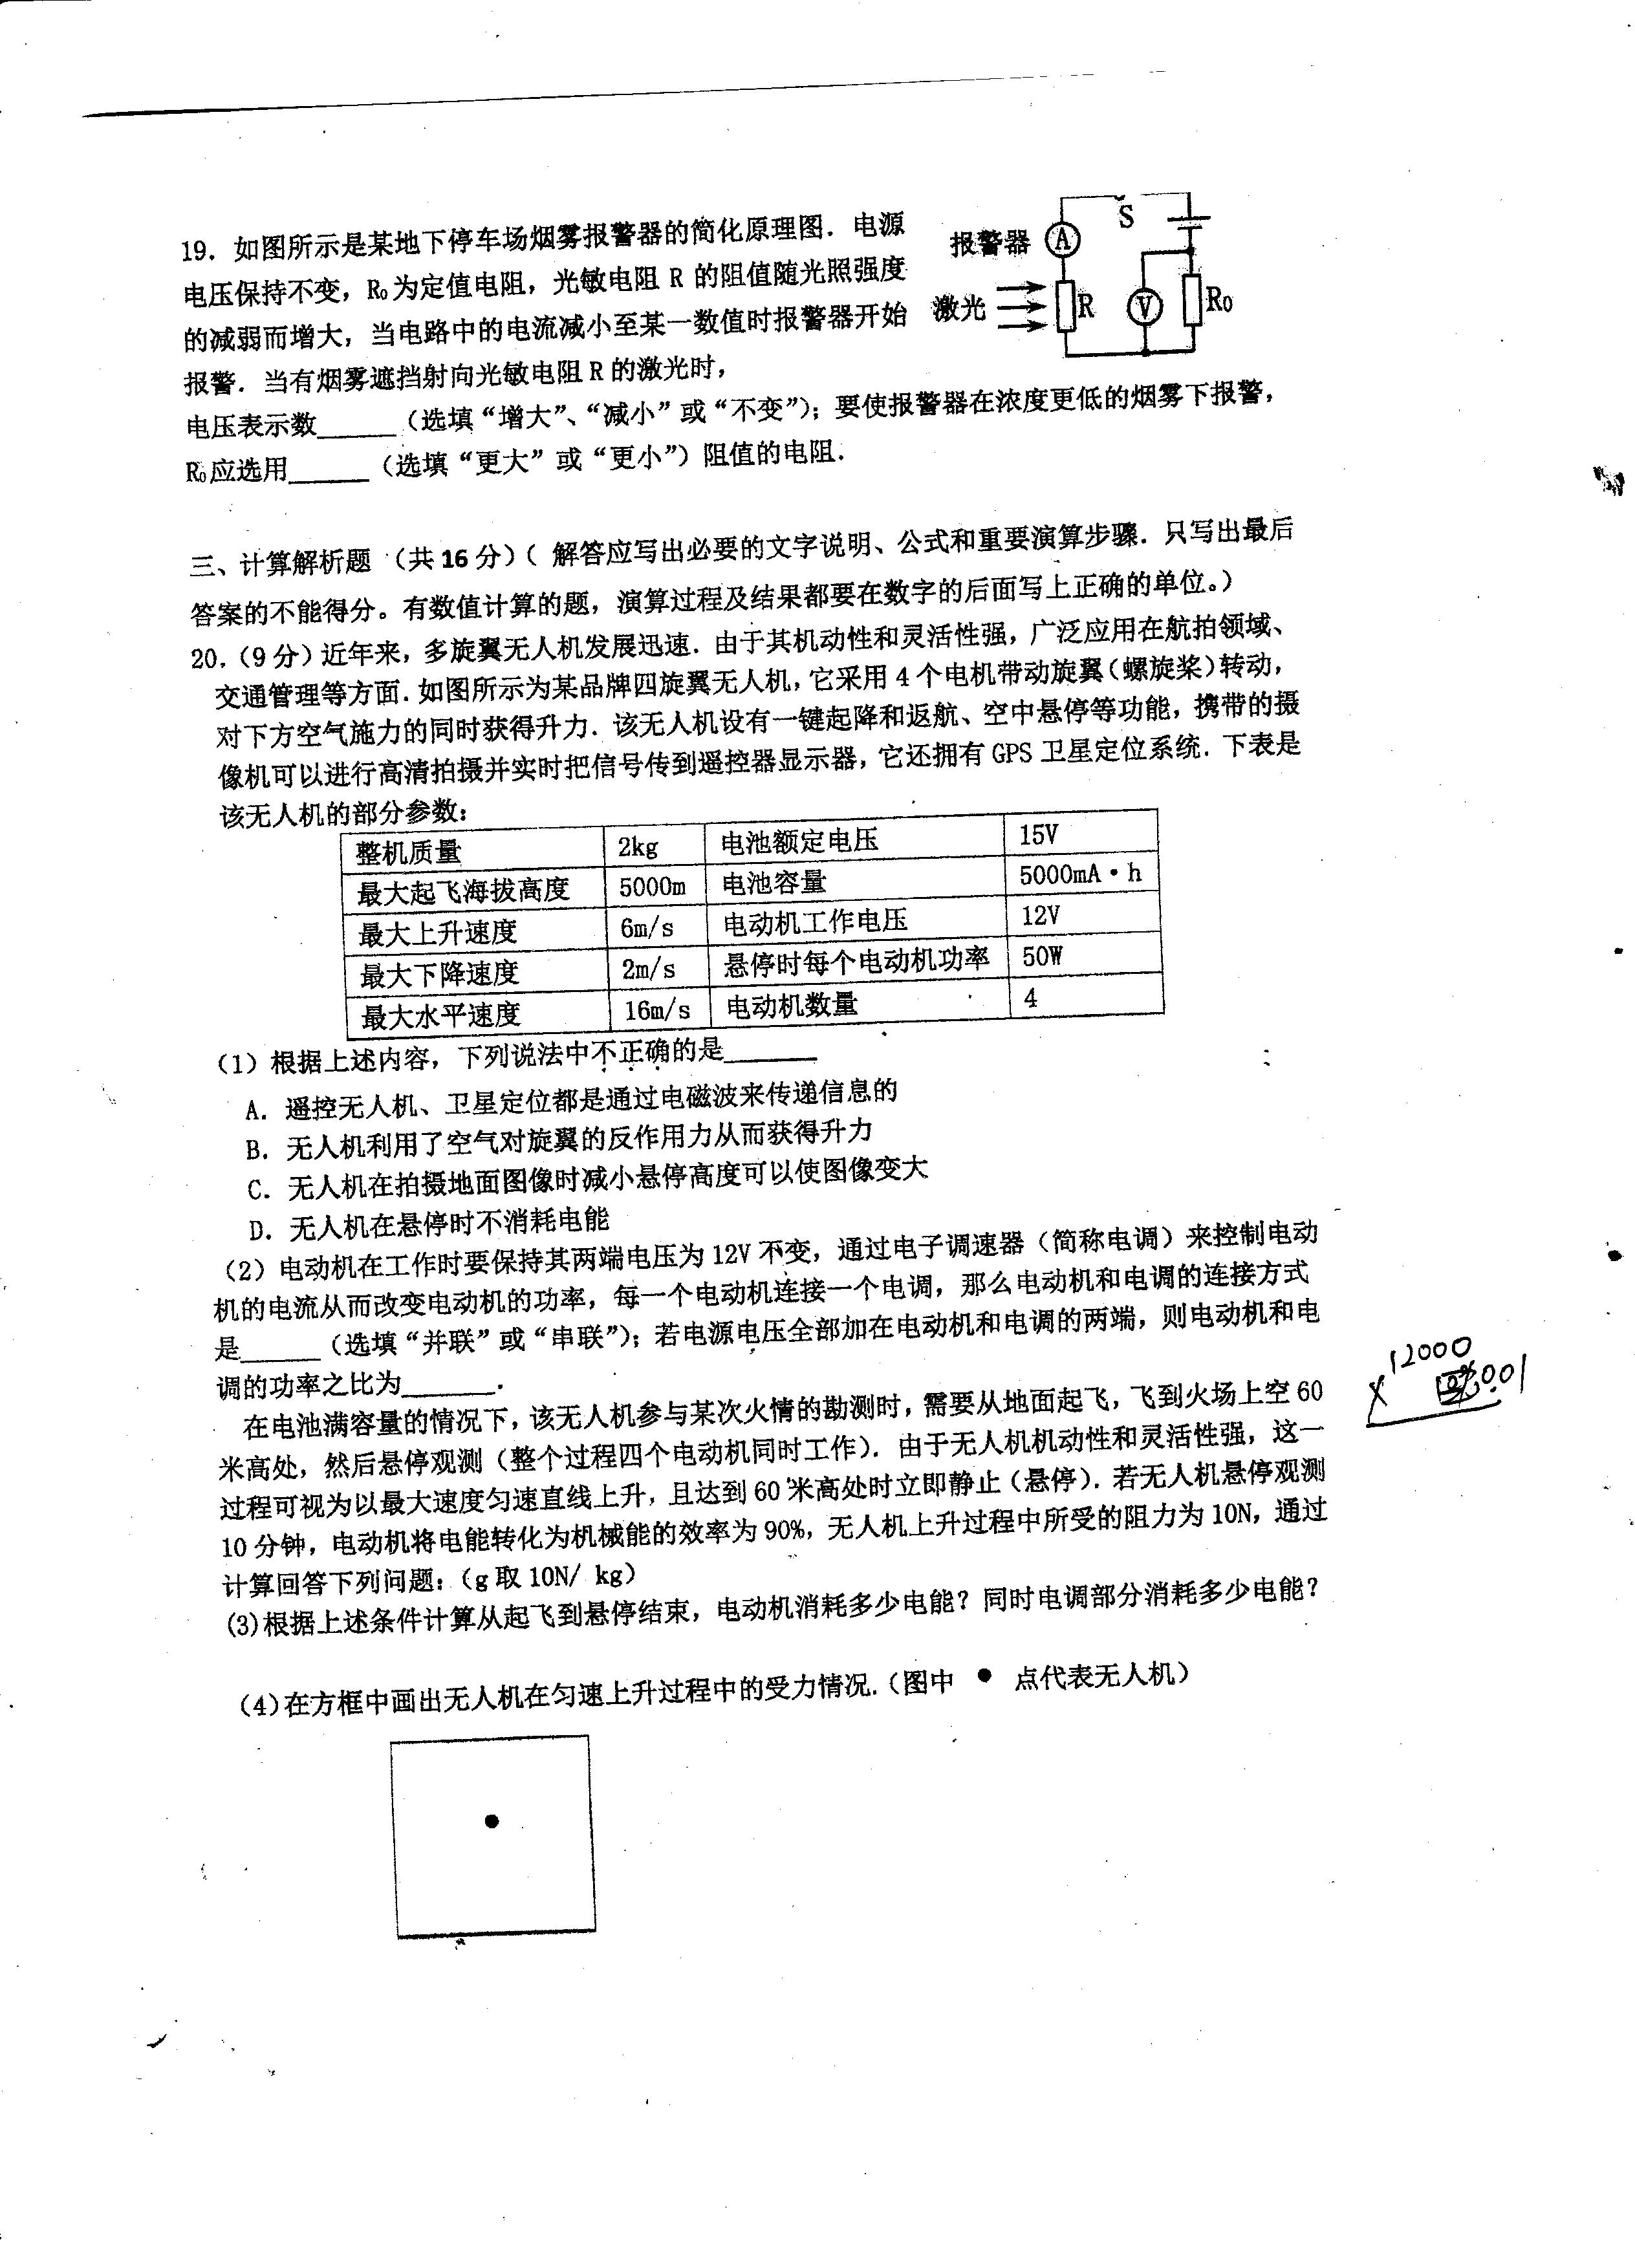 19. 如图所示是某地下停车场烟雾报警器的简化原理图. 电源
电压保持不变, R₀为定值电阻, 光敏电阻 R 的阻值随光照强度
的减弱而增大, 当电路中的电流减小至某一数值时报警器开始
报警. 当有烟雾遮挡射向光敏电阻 R 的激光时,
电压表示数______ (选填“增大”、“减小”或“不变”); 要使报警器在浓度更低的烟雾下报警,
R₀应选用______ (选填“更大”或“更小”) 阻值的电阻.
S
报警器 A
激光 R V R₀
三、计算解析题 (共 16 分) ( 解答应写出必要的文字说明、公式和重要演算步骤. 只写出最后
答案的不能得分。有数值计算的题, 演算过程及结果都要在数字的后面写上正确的单位。)
20. (9 分) 近年来, 多旋翼无人机发展迅速. 由于其机动性和灵活性强, 广泛应用在航拍领域、
交通管理等方面. 如图所示为某品牌四旋翼无人机, 它采用 4 个电机带动旋翼 (螺旋桨) 转动,
对下方空气施力的同时获得升力. 该无人机设有一键起降和返航、空中悬停等功能, 携带的摄
像机可以进行高清拍摄并实时把信号传到遥控器显示器, 它还拥有 GPS 卫星定位系统. 下表是
该无人机的部分参数:
整机质量 2kg 电池额定电压 15V
最大起飞海拔高度 5000m 电池容量 5000mA·h
最大上升速度 6m/s 电动机工作电压 12V
最大下降速度 2m/s 悬停时每个电动机功率 50W
最大水平速度 16m/s 电动机数量 4
(1) 根据上述内容, 下列说法中不正确的是_______
A. 遥控无人机、卫星定位都是通过电磁波来传递信息的
B. 无人机利用了空气对旋翼的反作用力从而获得升力
C. 无人机在拍摄地面图像时减小悬停高度可以使图像变大
D. 无人机在悬停时不消耗电能
(2) 电动机在工作时要保持其两端电压为 12V 不变, 通过电子调速器 (简称电调) 来控制电动
机的电流从而改变电动机的功率, 每一个电动机连接一个电调, 那么电动机和电调的连接方式
是______ (选填“并联”或“串联”); 若电源电压全部加在电动机和电调的两端, 则电动机和电
调的功率之比为_______.
在电池满容量的情况下, 该无人机参与某次火情的勘测时, 需要从地面起飞, 飞到火场上空 60
米高处, 然后悬停观测 (整个过程四个电动机同时工作). 由于无人机机动性和灵活性强, 这一
过程可视为以最大速度匀速直线上升, 且达到 60 米高处时立即静止 (悬停). 若无人机悬停观测
10 分钟, 电动机将电能转化为机械能的效率为 90%, 无人机上升过程中所受的阻力为 10N, 通过
计算回答下列问题: (g 取 10N/ kg)
(3) 根据上述条件计算从起飞到悬停结束, 电动机消耗多少电能? 同时电调部分消耗多少电能?
(4) 在方框中画出无人机在匀速上升过程中的受力情况. (图中 ● 点代表无人机)
12000